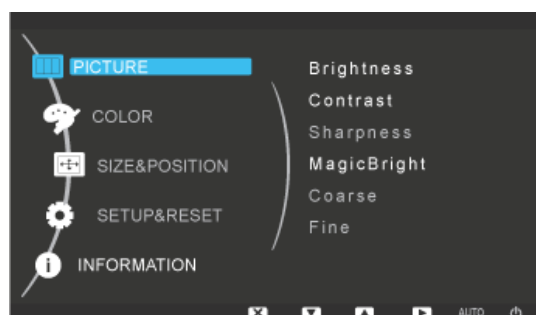 PICTURE
COLOR
SIZE&POSITION
SETUP&RESET
INFORMATION
Brightness
Contrast
Sharpness
MagicBright
Coarse
Fine
AUTO